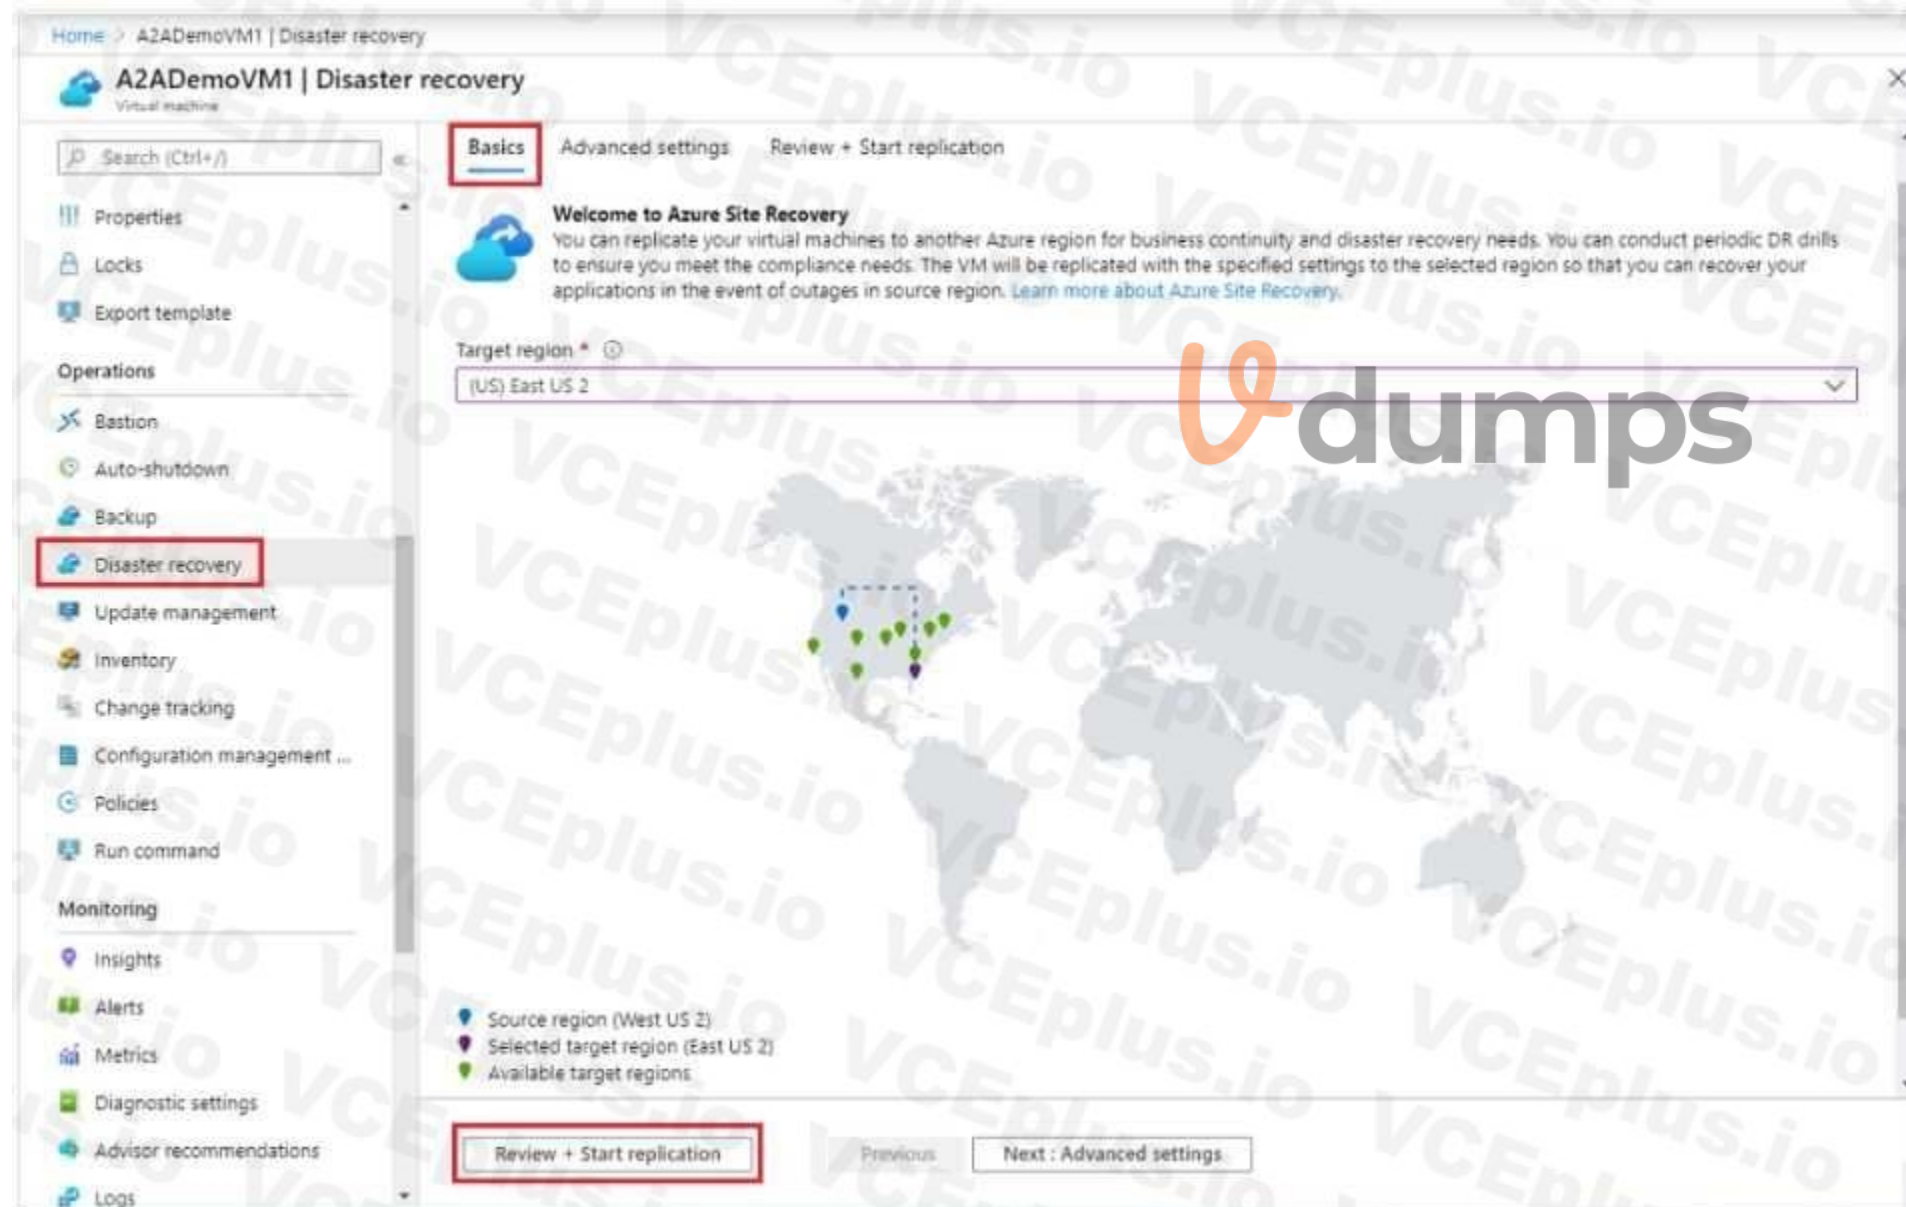 Home > A2ADemoVM1 | Disaster recovery
A2ADemoVM1 | Disaster recovery
Virtual machine
Search (Ctrl+/)
Properties
Locks
Export template
Operations
Bastion
Auto-shutdown
Backup
Disaster recovery
Update management
Inventory
Change tracking
Configuration management ...
Policies
Run command
Monitoring
Insights
Alerts
Metrics
Diagnostic settings
Advisor recommendations
Logs
Basics Advanced settings Review + Start replication
Welcome to Azure Site Recovery
You can replicate your virtual machines to another Azure region for business continuity and disaster recovery needs. You can conduct periodic DR drills
to ensure you meet the compliance needs. The VM will be replicated with the specified settings to the selected region so that you can recover your
applications in the event of outages in source region. Learn more about Azure Site Recovery.
Target region *
(US) East US 2
Vdumps
Source region (West US 2)
Selected target region (East US 2)
Available target regions
Review + Start replication Previous Next : Advanced settings
VCEplus.io